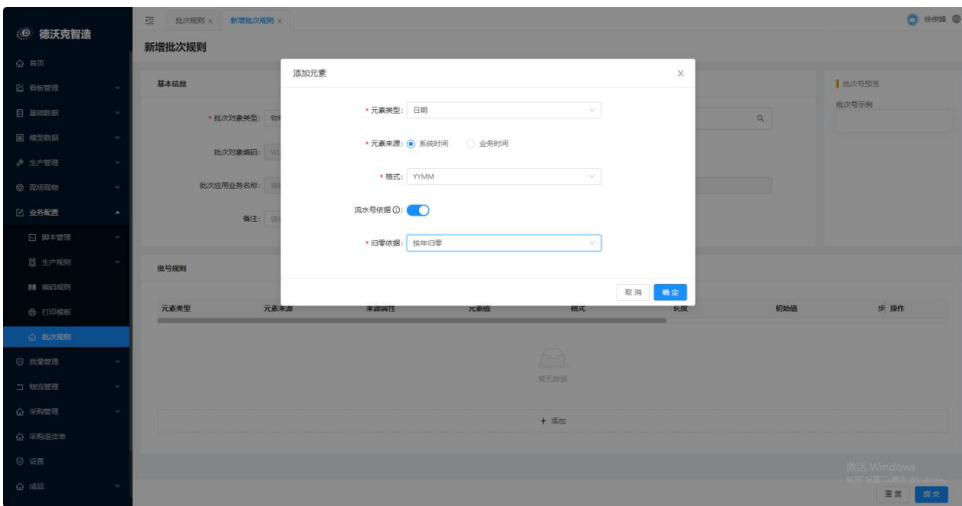 德沃克智造
批次规则 ×
新增批次规则 ×
新增批次规则
首页
看板管理
基础数据
模型数据
生产管理
现场现物
业务配置
脚本管理
生产规则
编码规则
打印模板
批次规则
质量管理
物流管理
采购管理
采购退货单
设置
成品
基本信息
* 批次对象类型:
批次对象编码:
批次应用业务名称:
备注:
添加元素
* 元素类型: 日期
* 元素来源: 系统时间 业务时间
* 格式: YYMM
流水号依据 :
* 归零依据: 按年归零
取消 确定
批次号预览
批次号示例
批号规则
元素类型 元素来源 来源属性 元素值 格式 长度 初始值 步 操作
暂无数据
+ 添加
激活 Windows
重置 提交